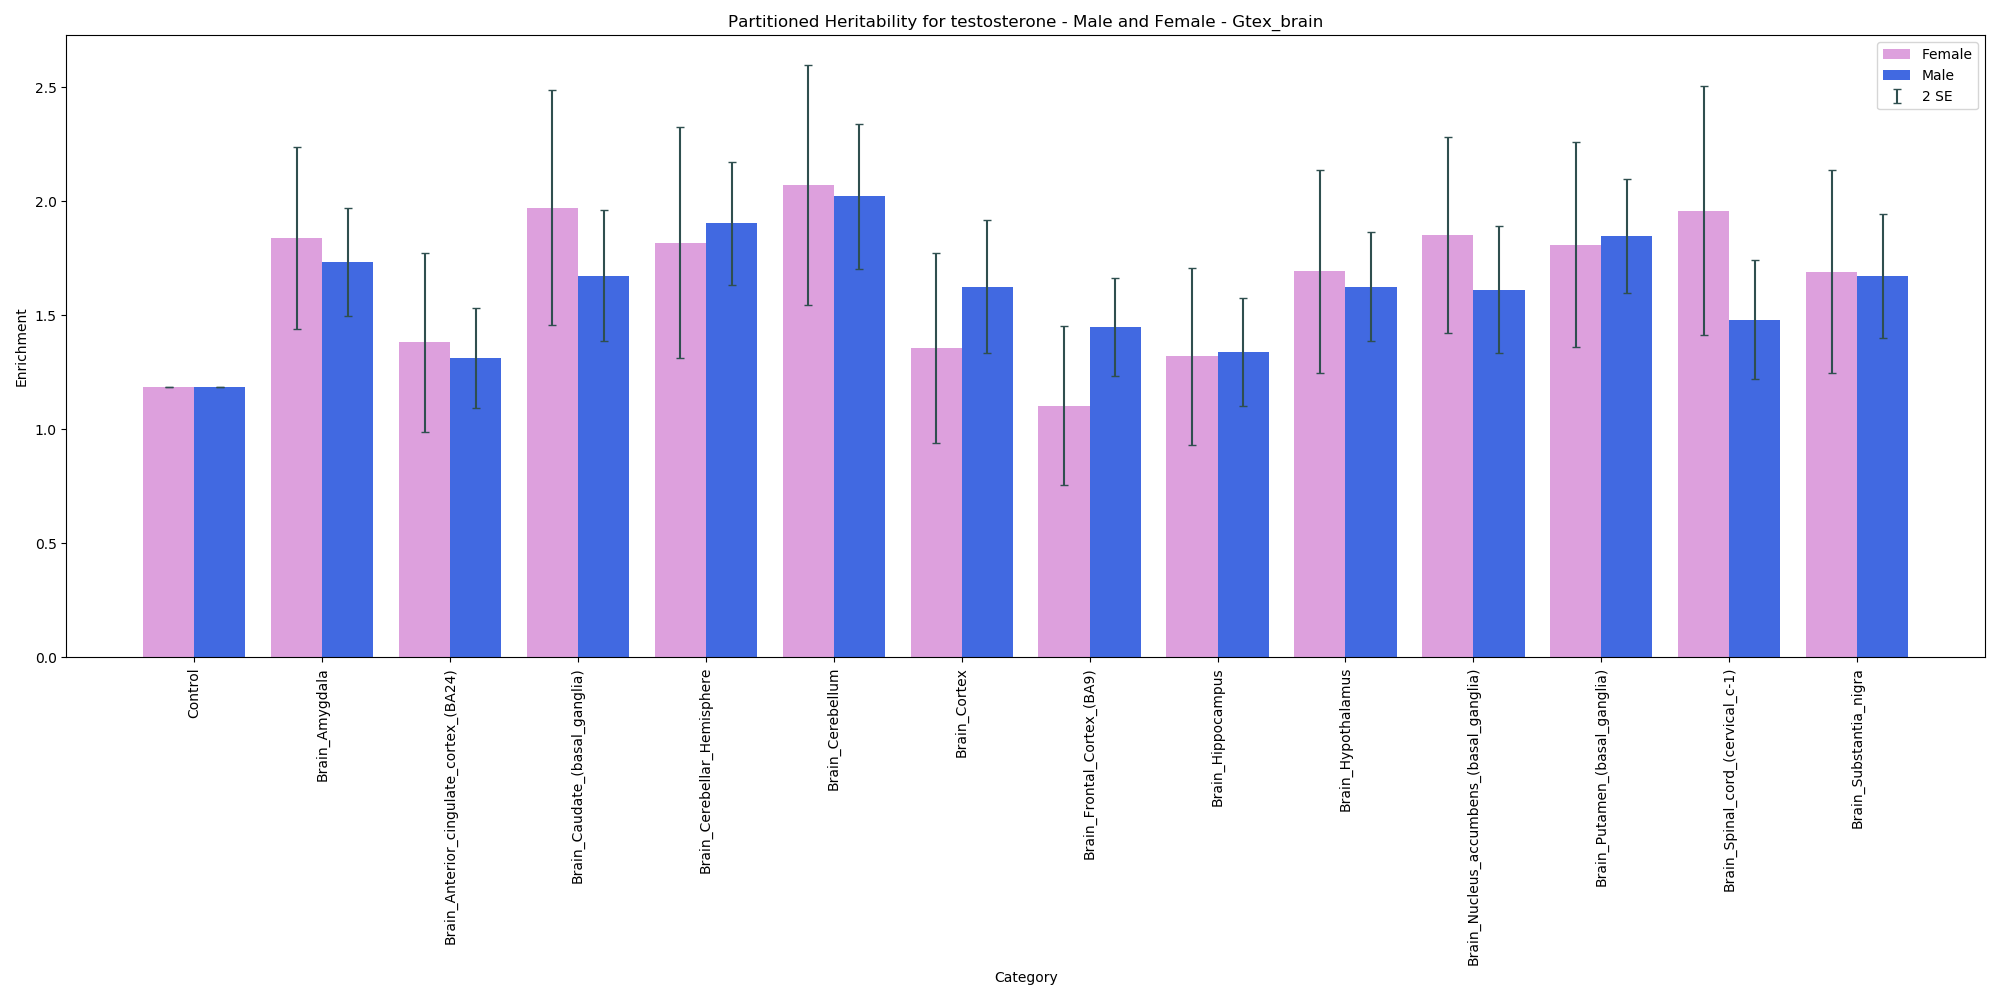 Partitioned Heritability for testosterone - Male and Female - Gtex_brain
Female
Male
2 SE
Enrichment
2.5
2.0
1.5
1.0
0.5
0.0
Control
Brain_Amygdala
Brain_Anterior_cingulate_cortex_(BA24)
Brain_Caudate_(basal_ganglia)
Brain_Cerebellar_Hemisphere
Brain_Cerebellum
Brain_Cortex
Brain_Frontal_Cortex_(BA9)
Brain_Hippocampus
Brain_Hypothalamus
Brain_Nucleus_accumbens_(basal_ganglia)
Brain_Putamen_(basal_ganglia)
Brain_Spinal_cord_(cervical_c-1)
Brain_Substantia_nigra
Category